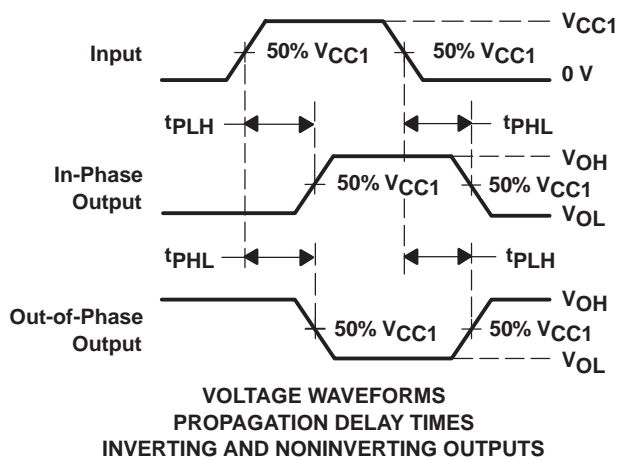 VCC1
Input 50% VCC1 50% VCC1
0 V
tPLH tPHL
VOH
In-Phase Output 50% VCC1 50% VCC1
VOL
tPHL tPLH
VOH
Out-of-Phase Output 50% VCC1 50% VCC1
VOL
VOLTAGE WAVEFORMS
PROPAGATION DELAY TIMES
INVERTING AND NONINVERTING OUTPUTS